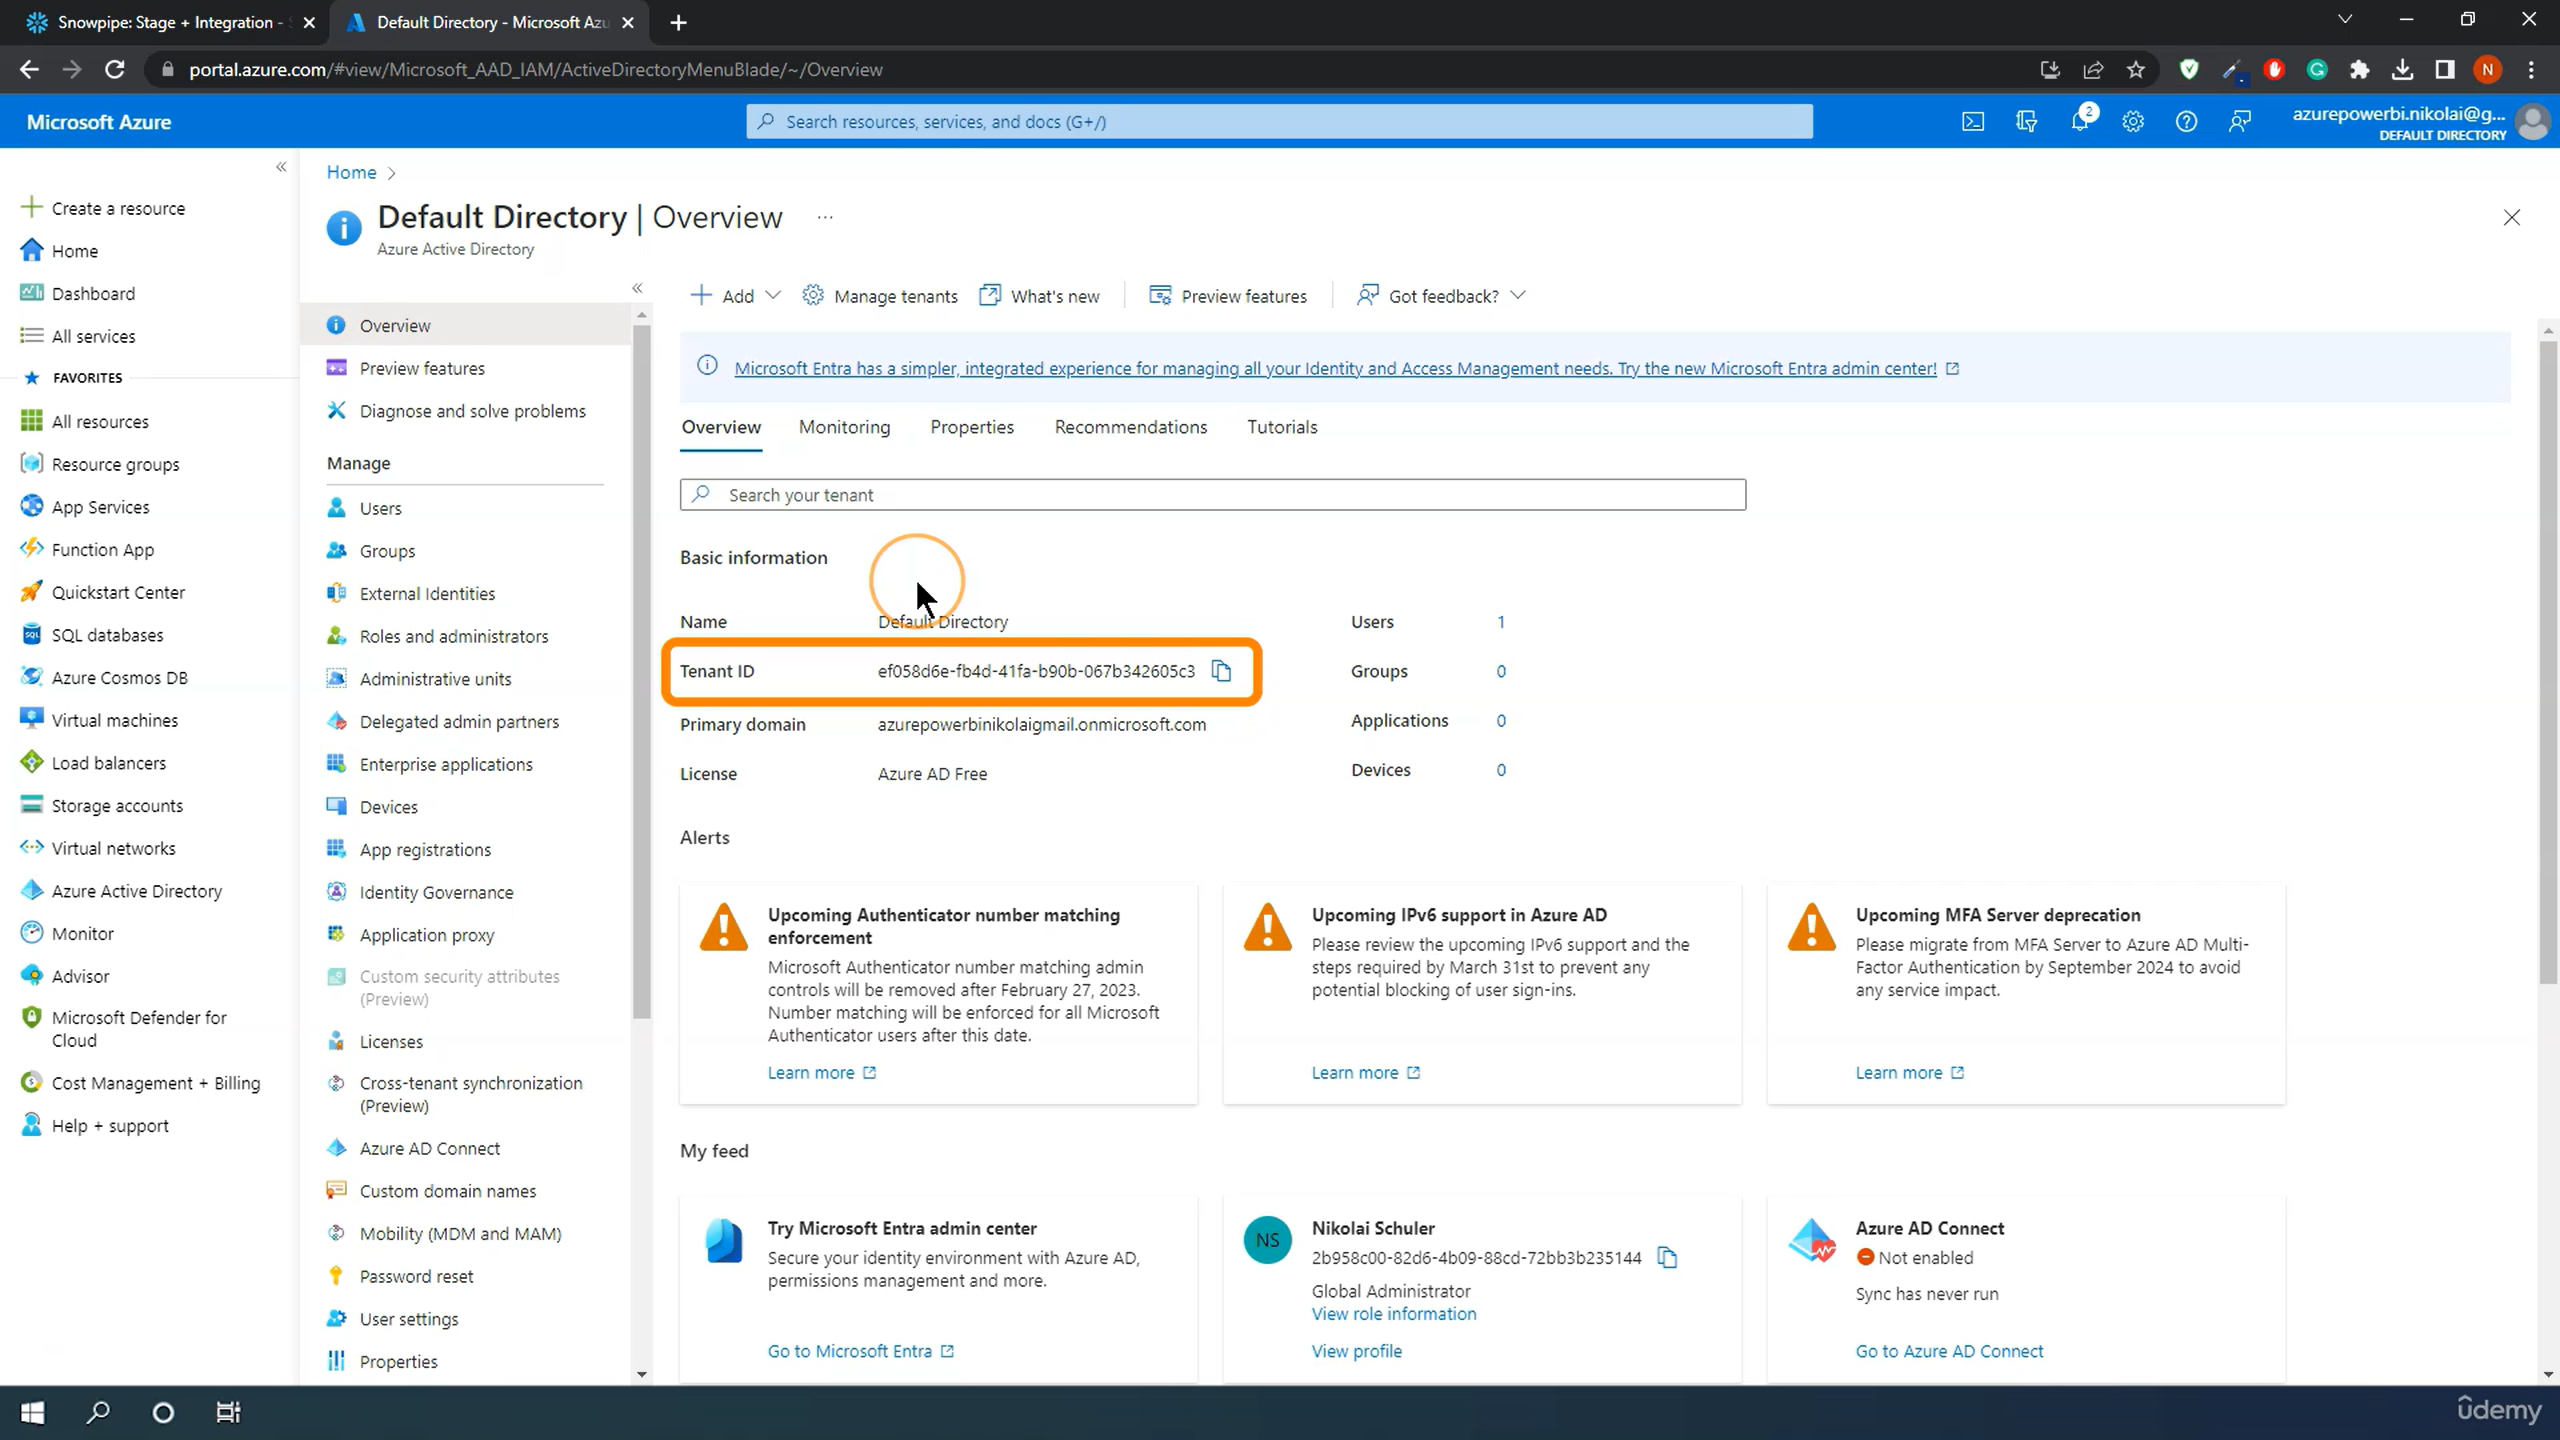 Snowpipe: Stage + Integration -
Default Directory - Microsoft Azu
portal.azure.com/#view/Microsoft_AAD_IAM/ActiveDirectoryMenuBlade/~/Overview
N
Microsoft Azure
Search resources, services, and docs (G+/)
2
azurepowerbi.nikolai@g...
DEFAULT DIRECTORY
Create a resource
Home
Dashboard
All services
FAVORITES
All resources
Resource groups
App Services
Function App
Quickstart Center
SQL databases
Azure Cosmos DB
Virtual machines
Load balancers
Storage accounts
Virtual networks
Azure Active Directory
Monitor
Advisor
Microsoft Defender for
Cloud
Cost Management + Billing
Help + support
Home
Default Directory | Overview ...
Azure Active Directory
Overview
Preview features
Diagnose and solve problems
Manage
Users
Groups
External Identities
Roles and administrators
Administrative units
Delegated admin partners
Enterprise applications
Devices
App registrations
Identity Governance
Application proxy
Custom security attributes
(Preview)
Licenses
Cross-tenant synchronization
(Preview)
Azure AD Connect
Custom domain names
Mobility (MDM and MAM)
Password reset
User settings
Properties
Add Manage tenants What's new Preview features Got feedback?
Microsoft Entra has a simpler, integrated experience for managing all your Identity and Access Management needs. Try the new Microsoft Entra admin center!
Overview Monitoring Properties Recommendations Tutorials
Search your tenant
Basic information
Name Default Directory Users 1
Tenant ID ef058d6e-fb4d-41fa-b90b-067b342605c3 Groups 0
Primary domain azurepowerbinikolaigmail.onmicrosoft.com Applications 0
License Azure AD Free Devices 0
Alerts
Upcoming Authenticator number matching
enforcement
Microsoft Authenticator number matching admin
controls will be removed after February 27, 2023.
Number matching will be enforced for all Microsoft
Authenticator users after this date.
Learn more
Upcoming IPv6 support in Azure AD
Please review the upcoming IPv6 support and the
steps required by March 31st to prevent any
potential blocking of user sign-ins.
Learn more
Upcoming MFA Server deprecation
Please migrate from MFA Server to Azure AD Multi-
Factor Authentication by September 2024 to avoid
any service impact.
Learn more
My feed
Try Microsoft Entra admin center
Secure your identity environment with Azure AD,
permissions management and more.
Go to Microsoft Entra
NS
Nikolai Schuler
2b958c00-82d6-4b09-88cd-72bb3b235144
Global Administrator
View role information
View profile
Azure AD Connect
Not enabled
Sync has never run
Go to Azure AD Connect
ûdemy